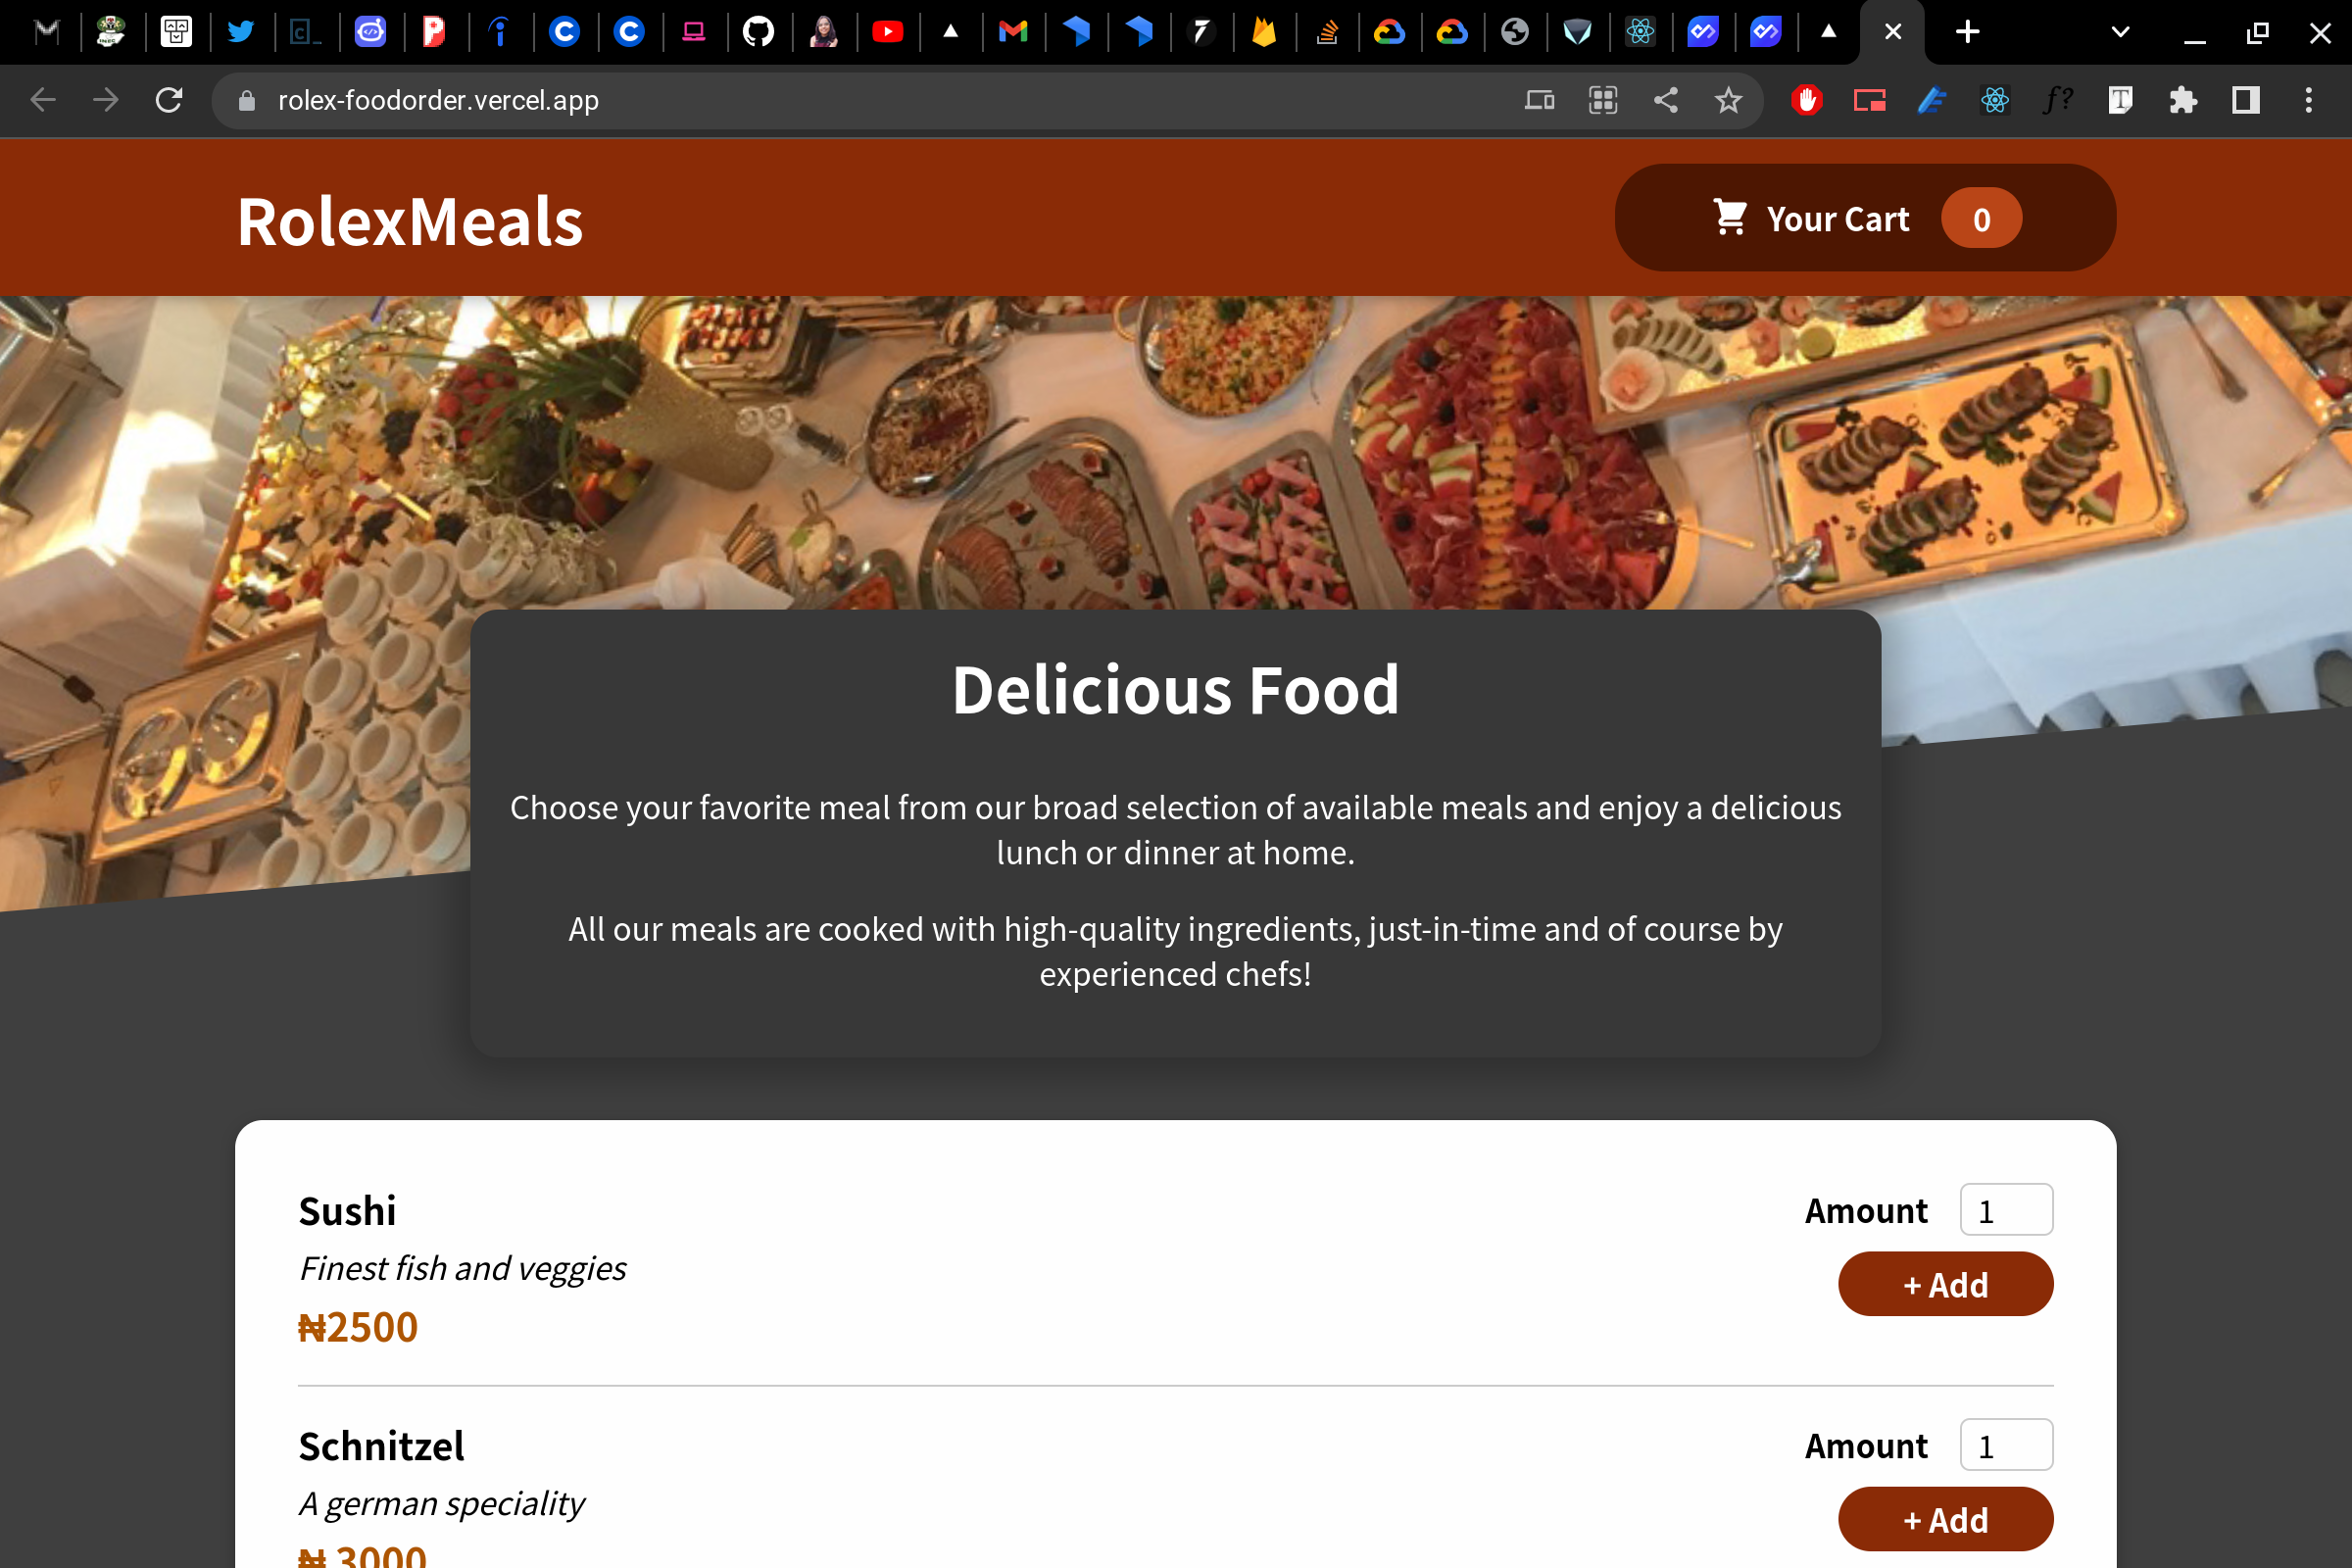 rolex-foodorder.vercel.app
RolexMeals
Your Cart 0
Delicious Food
Choose your favorite meal from our broad selection of available meals and enjoy a delicious
lunch or dinner at home.
All our meals are cooked with high-quality ingredients, just-in-time and of course by
experienced chefs!
Sushi
Amount 1
Finest fish and veggies
+ Add
₦2500
Schnitzel
Amount 1
A german speciality
+ Add
₦ 3000